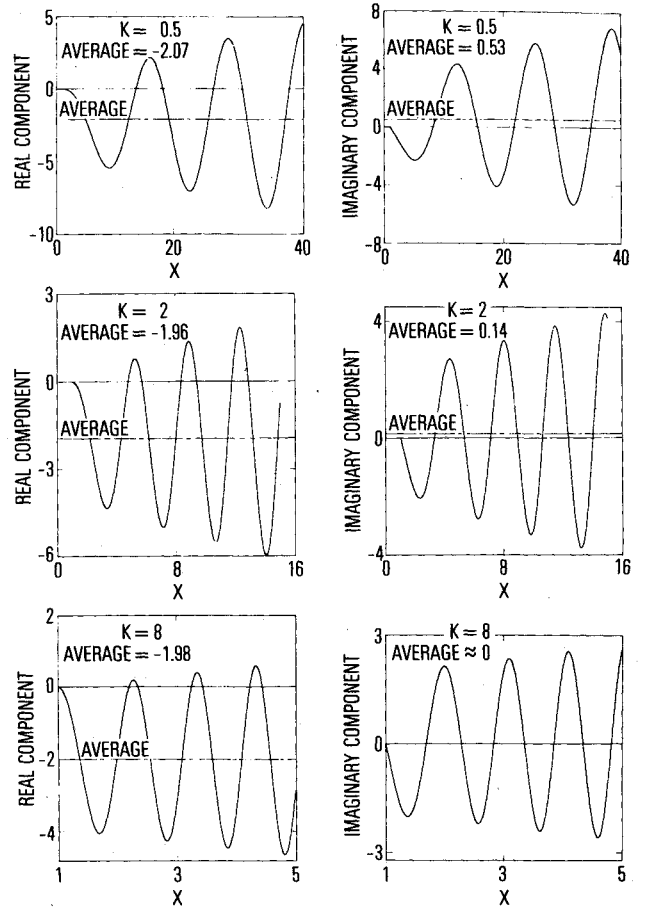 K = 0.5
AVERAGE = -2.07
REAL COMPONENT
5
0
AVERAGE
-5
-10
0
20
40
X
K = 0.5
AVERAGE = 0.53
IMAGINARY COMPONENT
8
4
AVERAGE
0
-4
-8
0
20
40
X
K = 2
AVERAGE = -1.96
REAL COMPONENT
3
0
AVERAGE
-3
-6
0
8
16
X
K = 2
AVERAGE = 0.14
IMAGINARY COMPONENT
4
AVERAGE
0
-4
0
8
16
X
K = 8
AVERAGE = -1.98
REAL COMPONENT
2
0
AVERAGE
-2
-4
1
3
5
X
K = 8
AVERAGE ≈ 0
IMAGINARY COMPONENT
3
0
-3
1
3
5
X